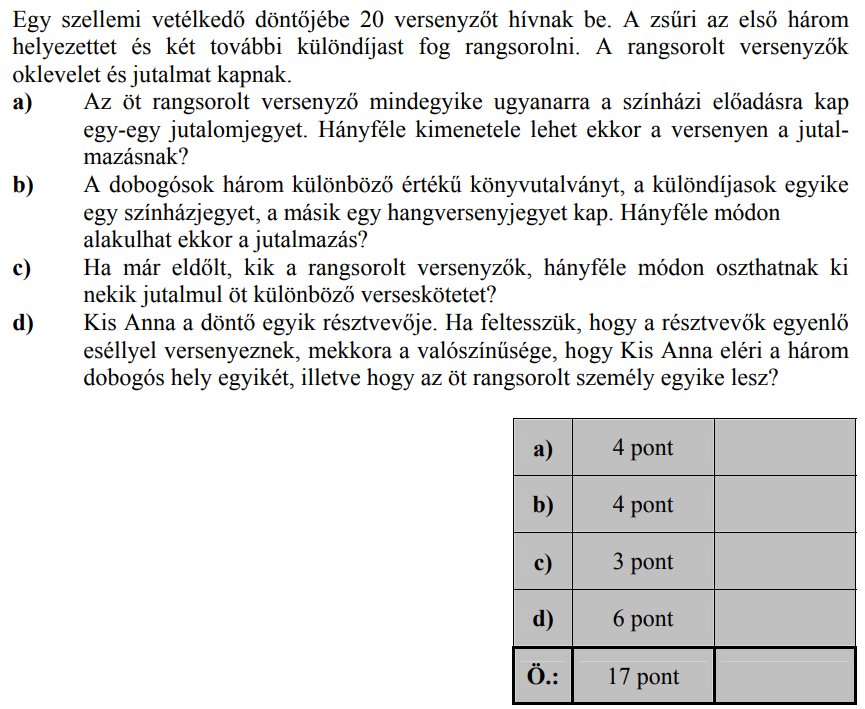 Egy szellemi vetélkedő döntőjébe 20 versenyzőt hívnak be. A zsűri az első három
helyezettet és két további különdíjast fog rangsorolni. A rangsorolt versenyzők
oklevelet és jutalmat kapnak.
a) Az öt rangsorolt versenyző mindegyike ugyanarra a színházi előadásra kap
egy-egy jutalomjegyet. Hányféle kimenetele lehet ekkor a versenyen a jutal-
mazásnak?
b) A dobogósok három különböző értékű könyvutalványt, a különdíjasok egyike
egy színházjegyet, a másik egy hangversenyjegyet kap. Hányféle módon
alakulhat ekkor a jutalmazás?
c) Ha már eldőlt, kik a rangsorolt versenyzők, hányféle módon oszthatnak ki
nekik jutalmul öt különböző verseskötetet?
d) Kis Anna a döntő egyik résztvevője. Ha feltesszük, hogy a résztvevők egyenlő
eséllyel versenyeznek, mekkora a valószínűsége, hogy Kis Anna eléri a három
dobogós hely egyikét, illetve hogy az öt rangsorolt személy egyike lesz?
a) 4 pont
b) 4 pont
c) 3 pont
d) 6 pont
Ö.: 17 pont